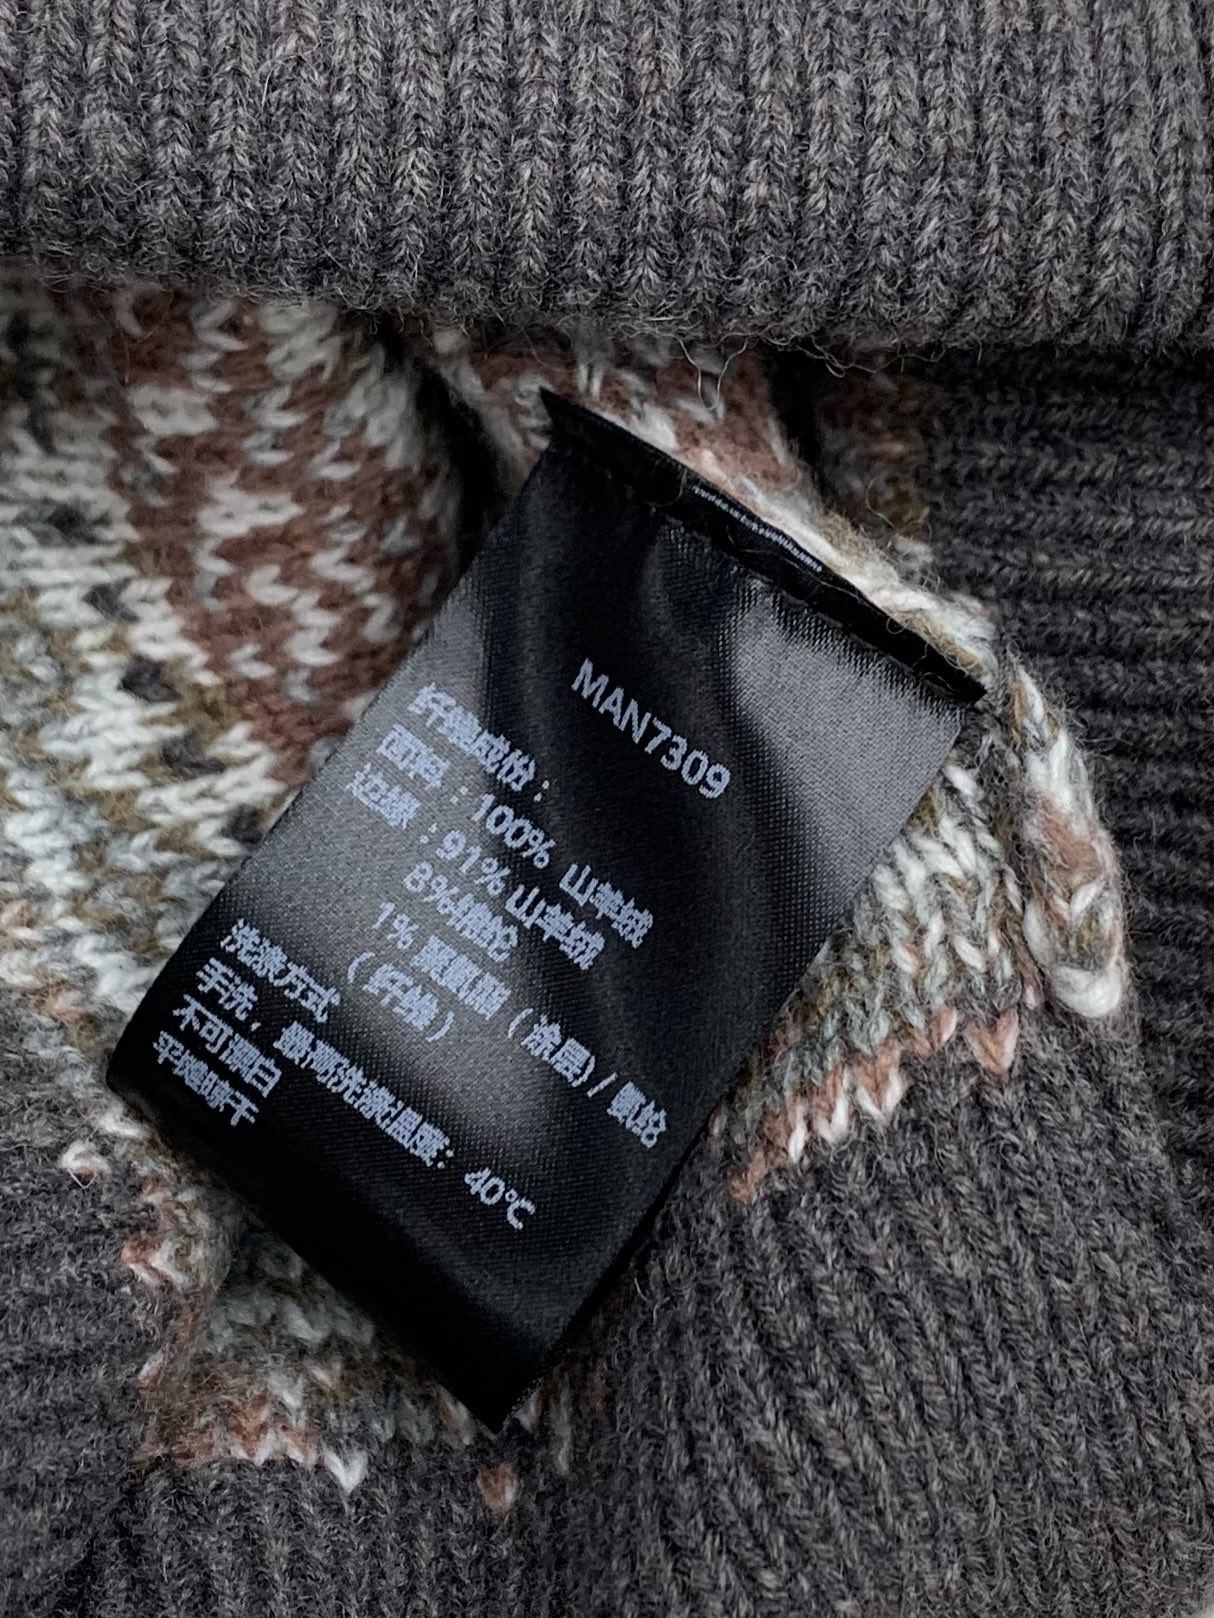 MAN7309
纤维成份：
面料：100% 山羊绒
边条：91% 山羊绒
8%锦纶
1% 聚氨酯（涂层）/ 氨纶
（纤维）
洗涤方式
手洗，最高洗涤温度：40℃
不可漂白
平摊晾干